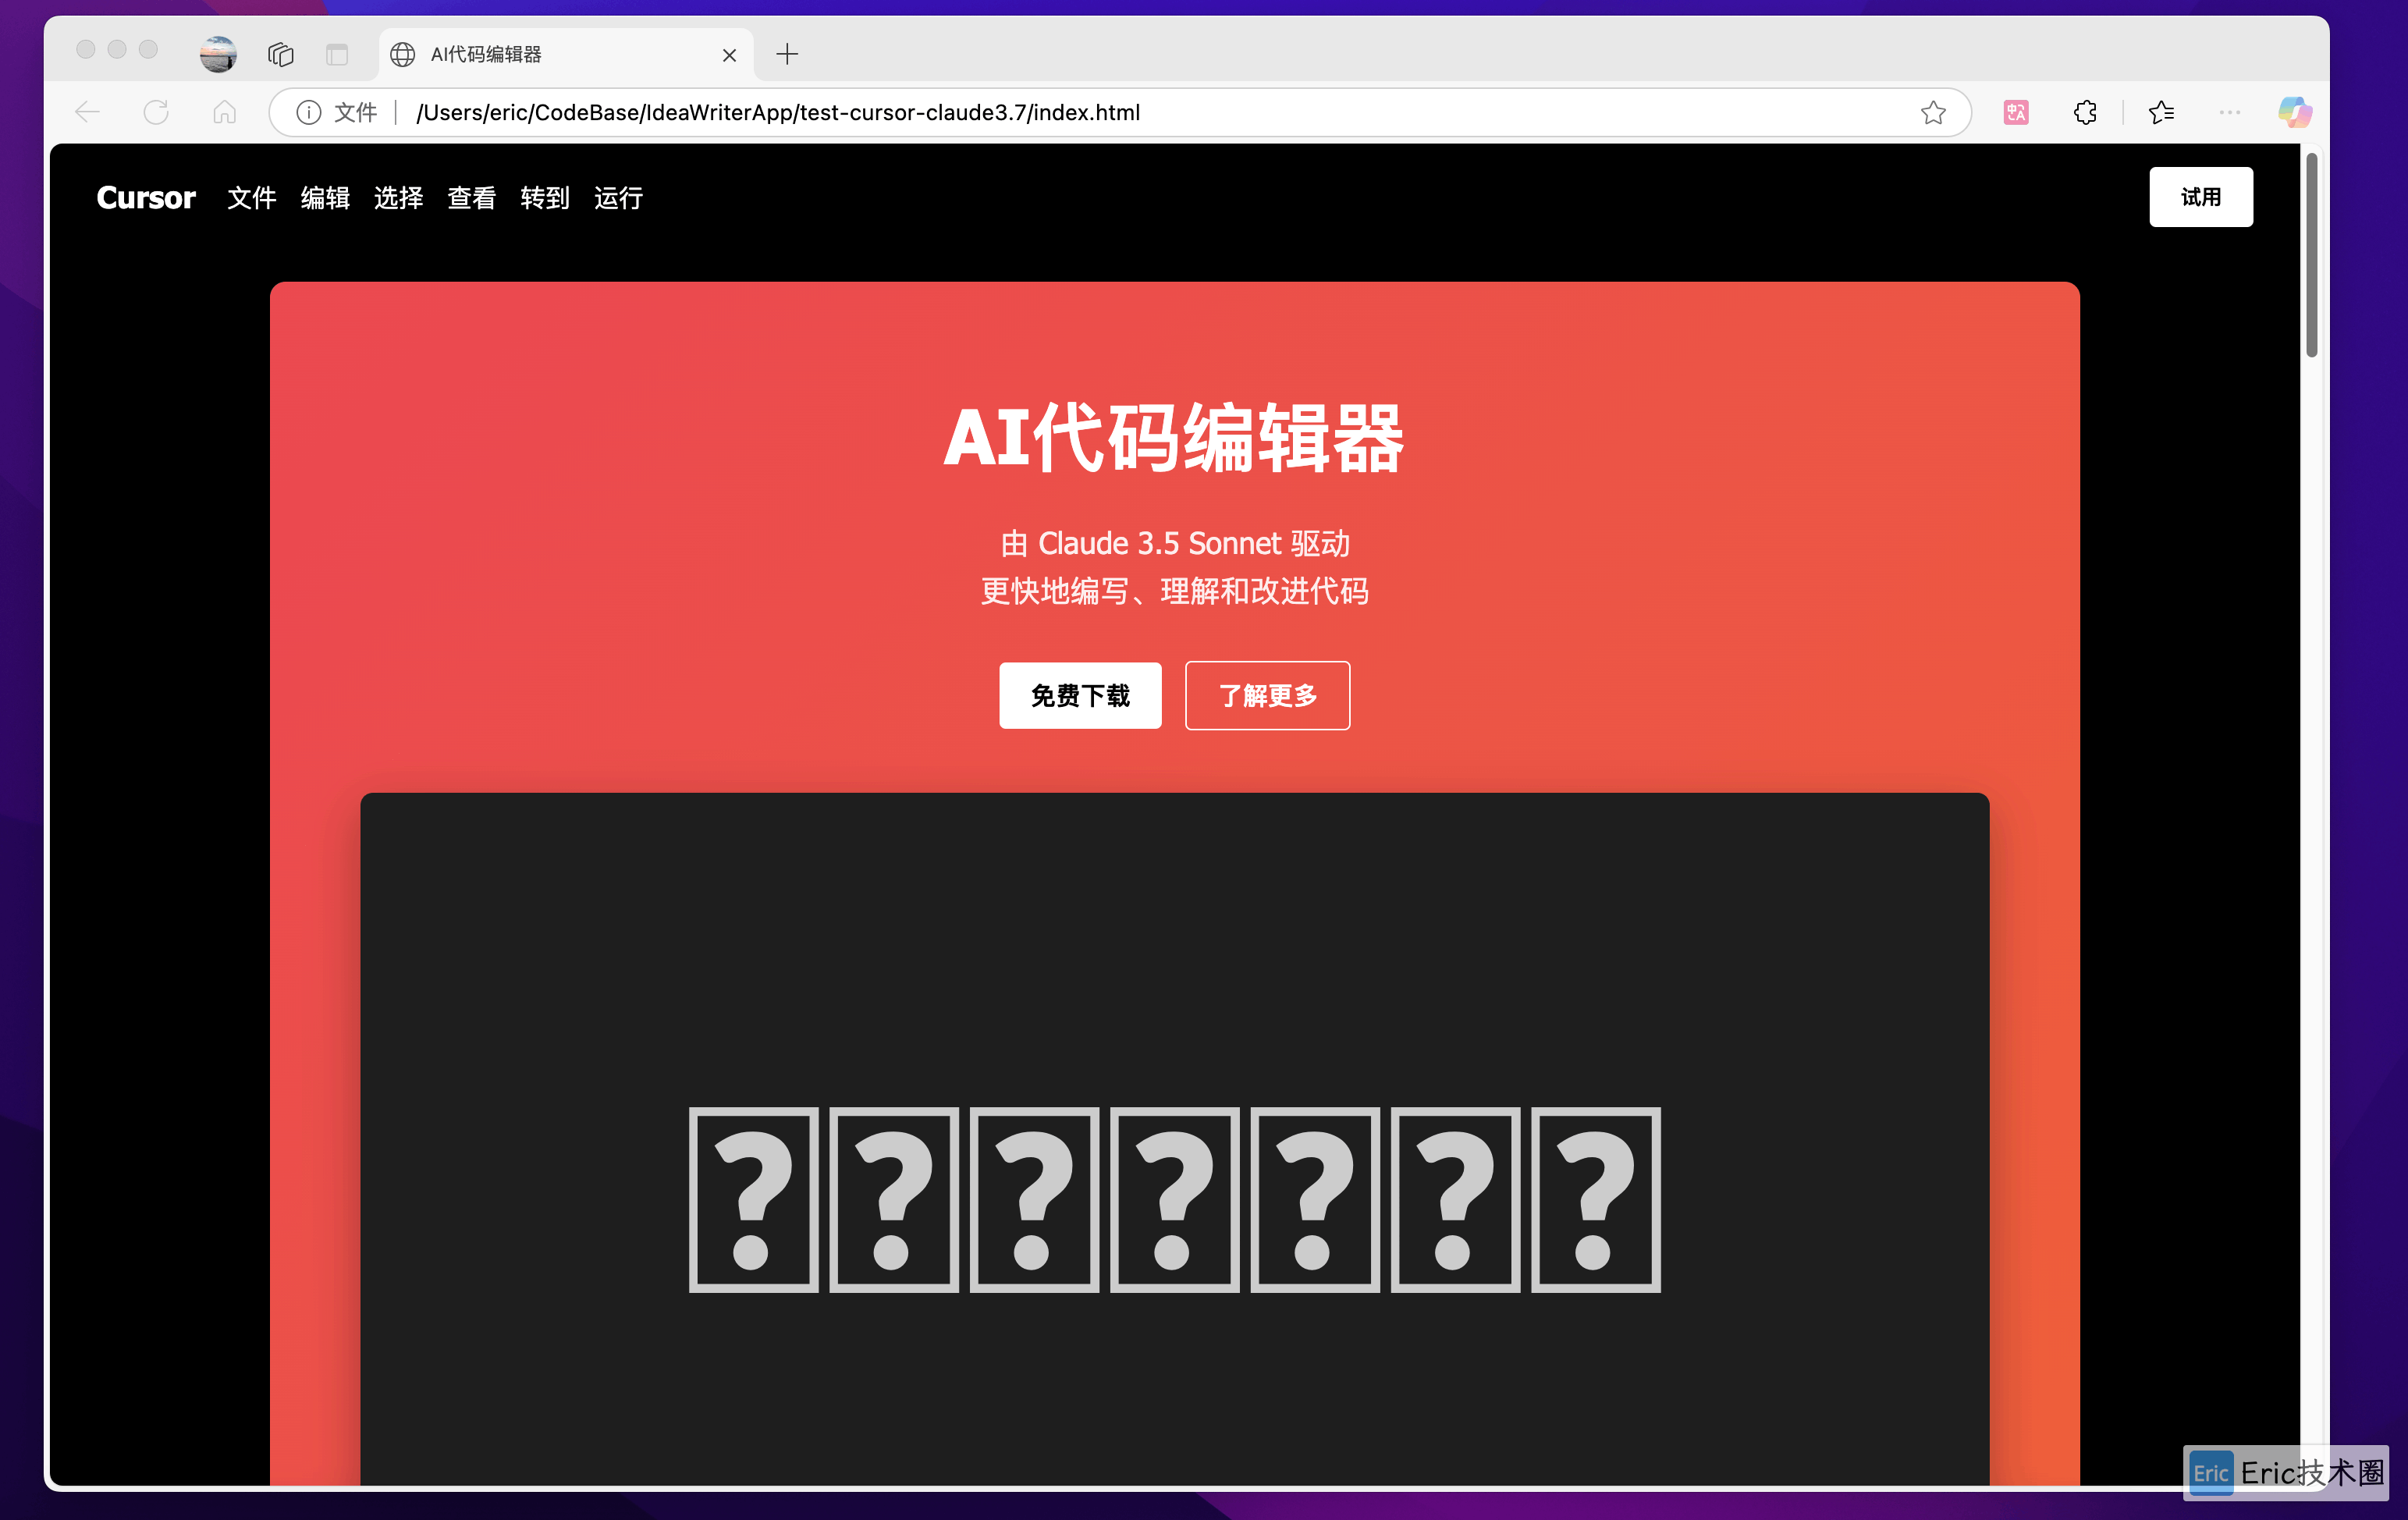 AI代码编辑器
文件 /Users/eric/CodeBase/IdeaWriterApp/test-cursor-claude3.7/index.html
Cursor 文件 编辑 选择 查看 转到 运行 试用
AI代码编辑器
由 Claude 3.5 Sonnet 驱动
更快地编写、理解和改进代码
免费下载 了解更多
???????
Eric Eric技术圈